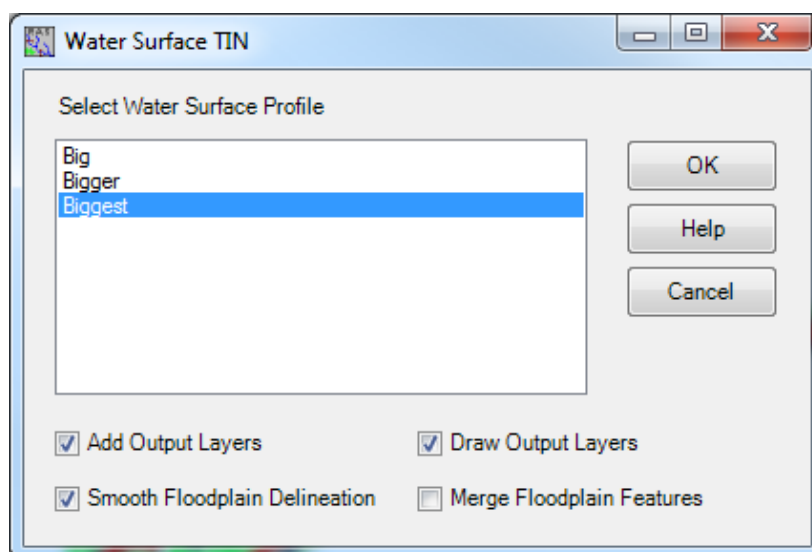 Water Surface TIN
Select Water Surface Profile
Big
Bigger
Biggest
OK
Help
Cancel
Add Output Layers
Draw Output Layers
Smooth Floodplain Delineation
Merge Floodplain Features